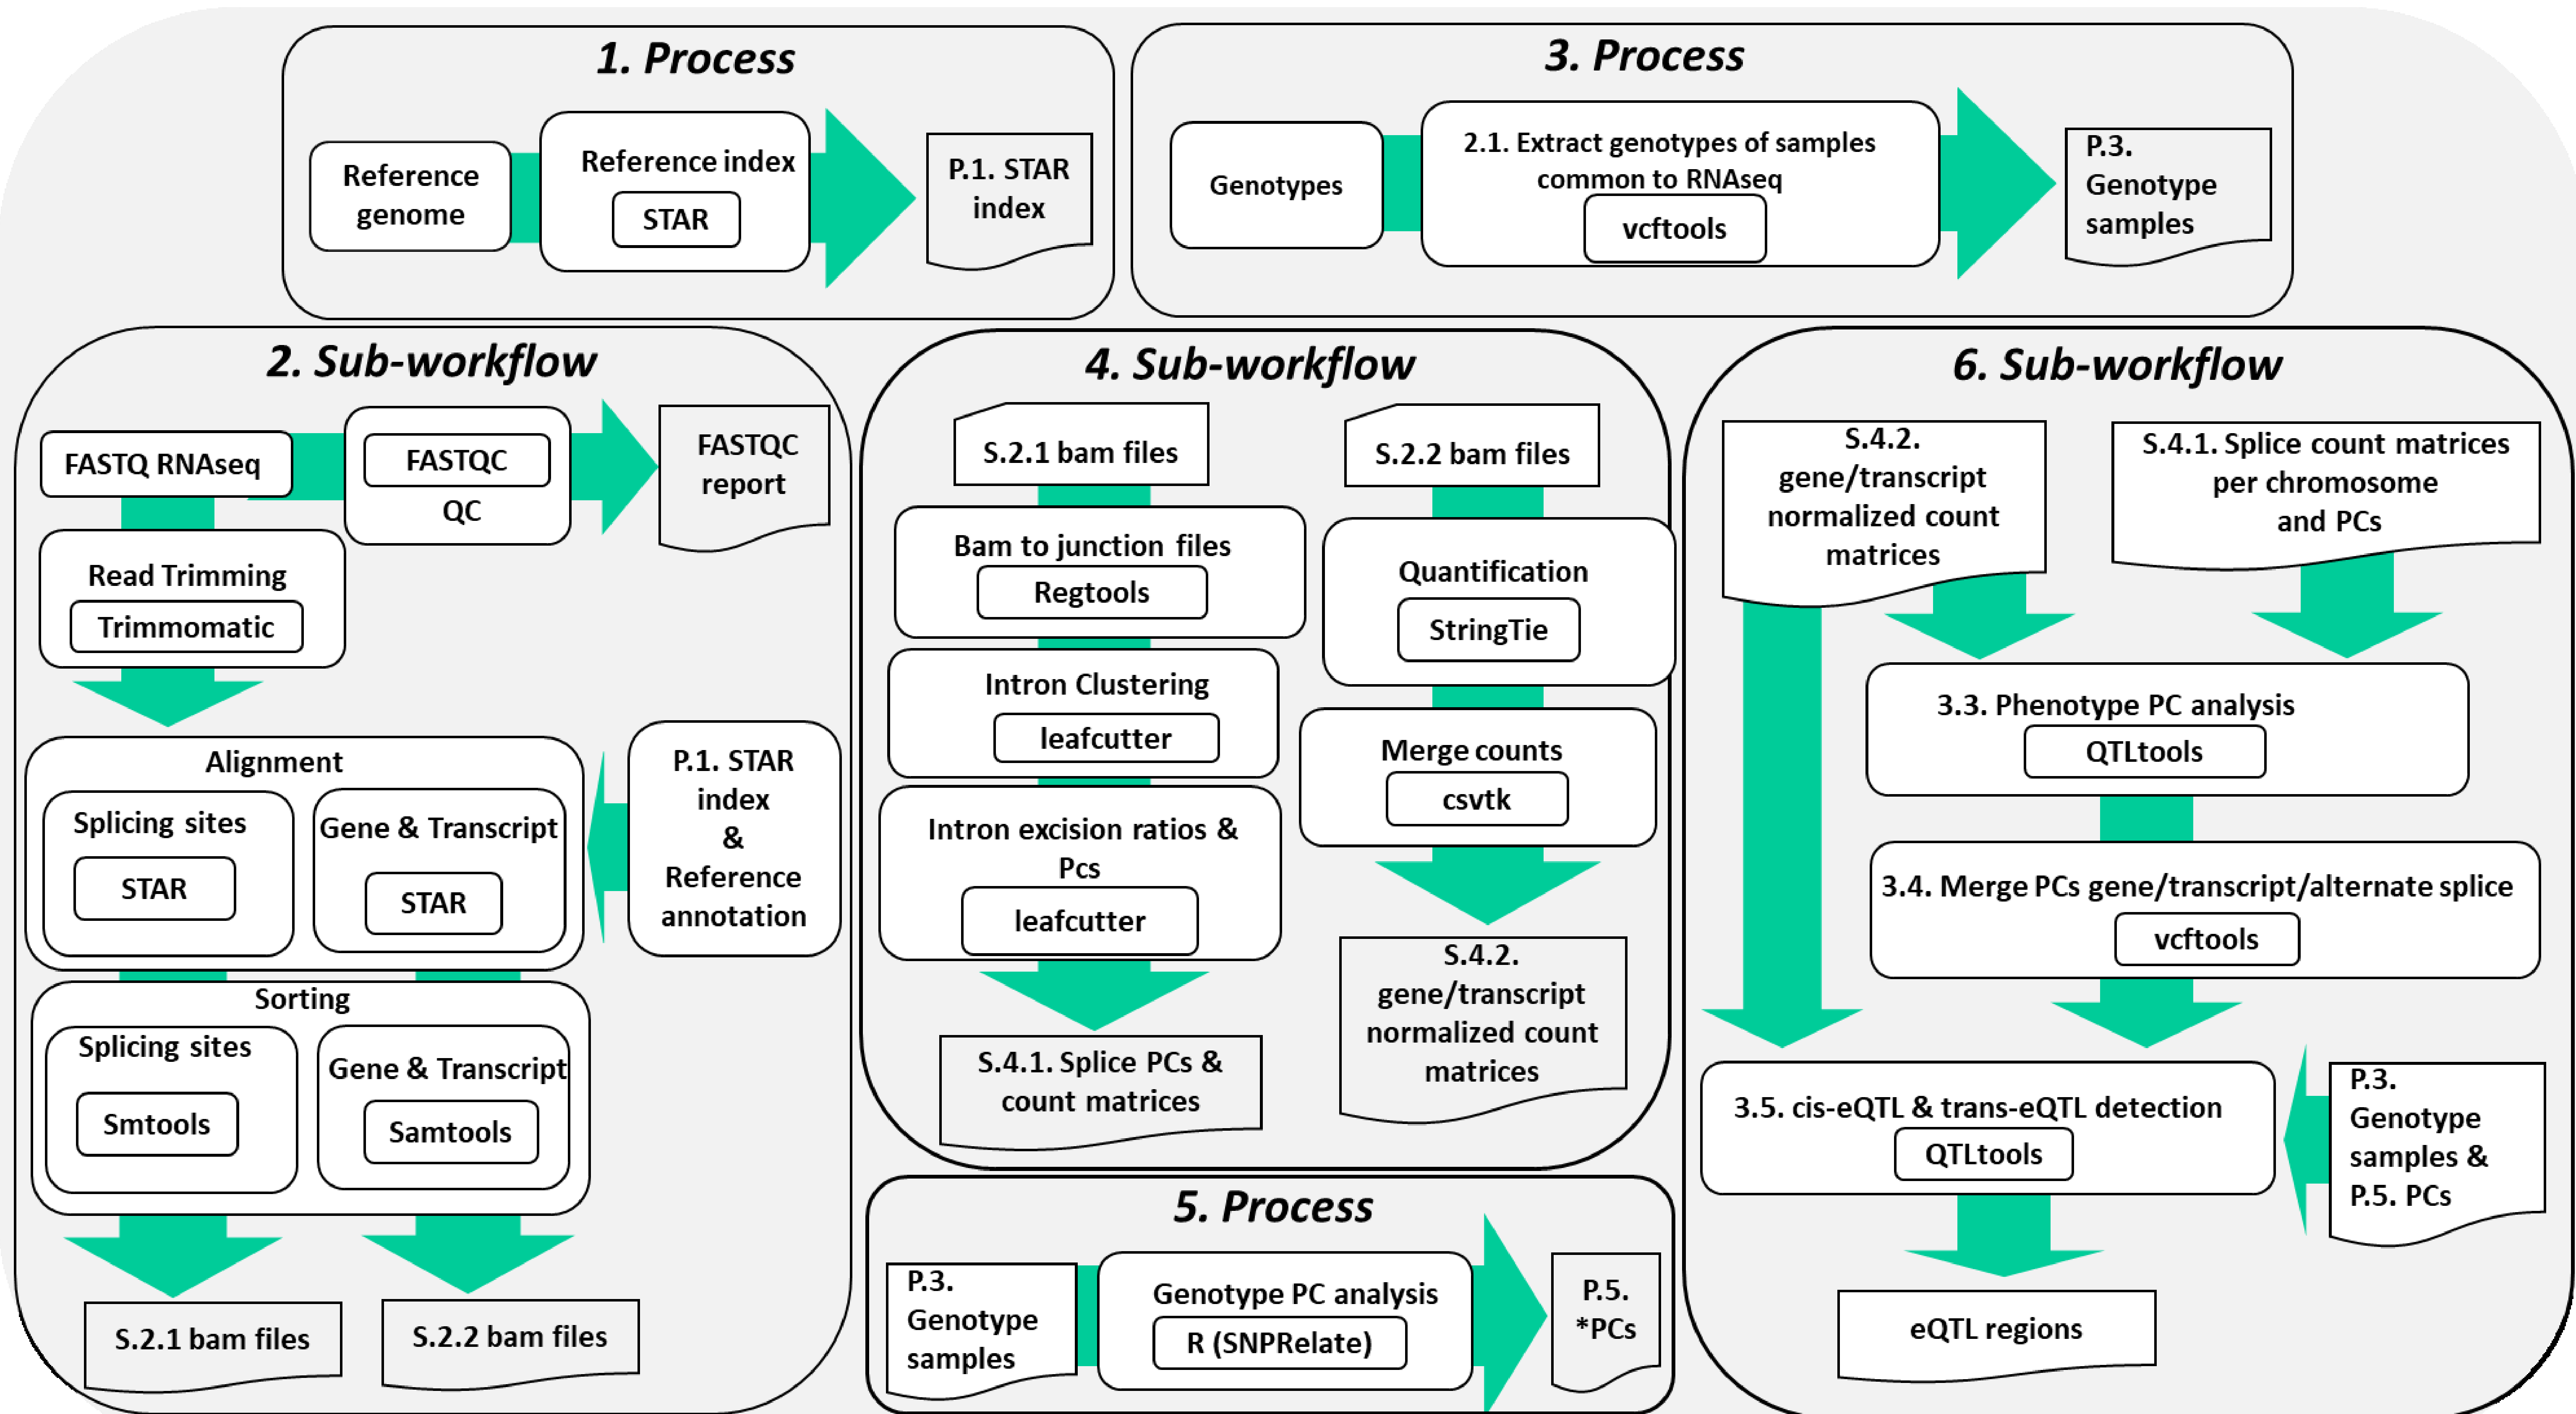 1. Process
Reference
genome
Reference index
STAR
P.1. STAR
index
3. Process
Genotypes
2.1. Extract genotypes of samples
common to RNAseq
vcftools
P.3.
Genotype
samples
2. Sub-workflow
FASTQ RNAseq
FASTQC
QC
FASTQC
report
Read Trimming
Trimmomatic
Alignment
Splicing sites
STAR
Gene & Transcript
STAR
P.1. STAR
index
&
Reference
annotation
Sorting
Splicing sites
Smtools
Gene & Transcript
Samtools
S.2.1 bam files
S.2.2 bam files
4. Sub-workflow
S.2.1 bam files
Bam to junction files
Regtools
Intron Clustering
leafcutter
Intron excision ratios &
Pcs
leafcutter
S.4.1. Splice PCs &
count matrices
S.2.2 bam files
Quantification
StringTie
Merge counts
csvtk
S.4.2.
gene/transcript
normalized count
matrices
5. Process
P.3.
Genotype
samples
Genotype PC analysis
R (SNPRelate)
P.5.
*PCs
6. Sub-workflow
S.4.2.
gene/transcript
normalized count
matrices
S.4.1. Splice count matrices
per chromosome
and PCs
3.3. Phenotype PC analysis
QTLtools
3.4. Merge PCs gene/transcript/alternate splice
vcftools
3.5. cis-eQTL & trans-eQTL detection
QTLtools
P.3.
Genotype
samples &
P.5. PCs
eQTL regions